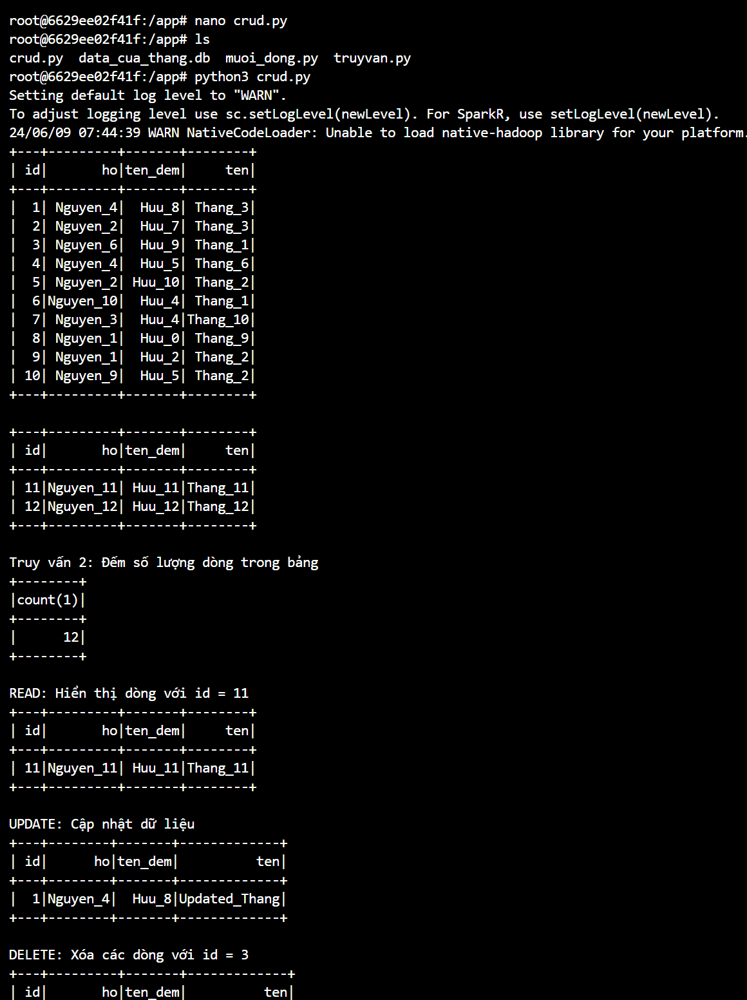 root@6629ee02f41f:/app# nano crud.py
root@6629ee02f41f:/app# ls
crud.py  data_cua_thang.db  muoi_dong.py  truyvan.py
root@6629ee02f41f:/app# python3 crud.py
Setting default log level to "WARN".
To adjust logging level use sc.setLogLevel(newLevel). For SparkR, use setLogLevel(newLevel).
24/06/09 07:44:39 WARN NativeCodeLoader: Unable to load native-hadoop library for your platform.
+---+---------+-------+--------+
| id|       ho|ten_dem|     ten|
+---+---------+-------+--------+
|  1| Nguyen_4|  Huu_8| Thang_3|
|  2| Nguyen_2|  Huu_7| Thang_3|
|  3| Nguyen_6|  Huu_9| Thang_1|
|  4| Nguyen_4|  Huu_5| Thang_6|
|  5| Nguyen_2| Huu_10| Thang_2|
|  6|Nguyen_10|  Huu_4| Thang_1|
|  7| Nguyen_3|  Huu_4|Thang_10|
|  8| Nguyen_1|  Huu_0| Thang_9|
|  9| Nguyen_1|  Huu_2| Thang_2|
| 10| Nguyen_9|  Huu_5| Thang_2|
+---+---------+-------+--------+

+---+---------+-------+--------+
| id|       ho|ten_dem|     ten|
+---+---------+-------+--------+
| 11|Nguyen_11| Huu_11|Thang_11|
| 12|Nguyen_12| Huu_12|Thang_12|
+---+---------+-------+--------+

Truy vấn 2: Đếm số lượng dòng trong bảng
+--------+
|count(1)|
+--------+
|      12|
+--------+

READ: Hiển thị dòng với id = 11
+---+---------+-------+--------+
| id|       ho|ten_dem|     ten|
+---+---------+-------+--------+
| 11|Nguyen_11| Huu_11|Thang_11|
+---+---------+-------+--------+

UPDATE: Cập nhật dữ liệu
+---+--------+-------+-------------+
| id|      ho|ten_dem|          ten|
+---+--------+-------+-------------+
|  1|Nguyen_4|  Huu_8|Updated_Thang|
+---+--------+-------+-------------+

DELETE: Xóa các dòng với id = 3
+---+---------+-------+-------------+
| id|       ho|ten_dem|          ten|